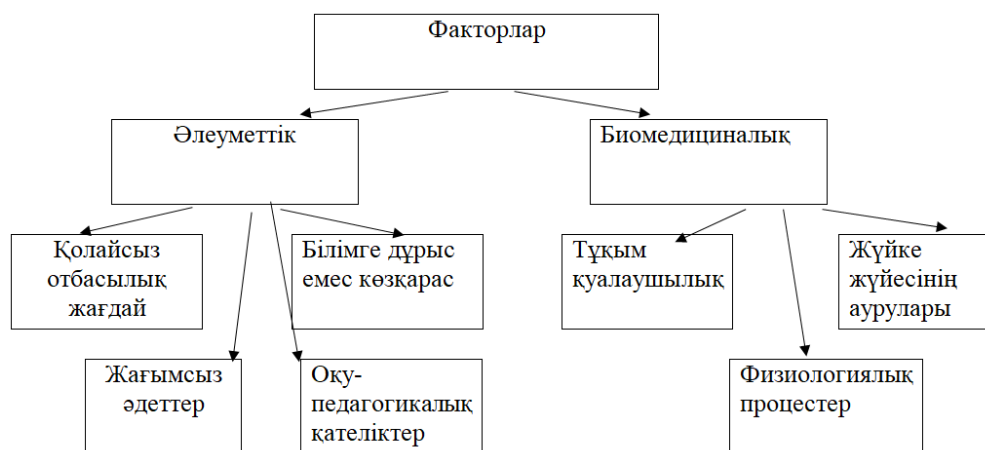 Факторлар
Әлеуметтік
Биомедициналық
Қолайсыз
отбасылық
жағдай
Білімге дұрыс
емес көзқарас
Тұқым
қуалаушылық
Жүйке
жүйесінің
аурулары
Жағымсыз
әдеттер
Оқу-
педагогикалық
қателіктер
Физиологиялық
процестер